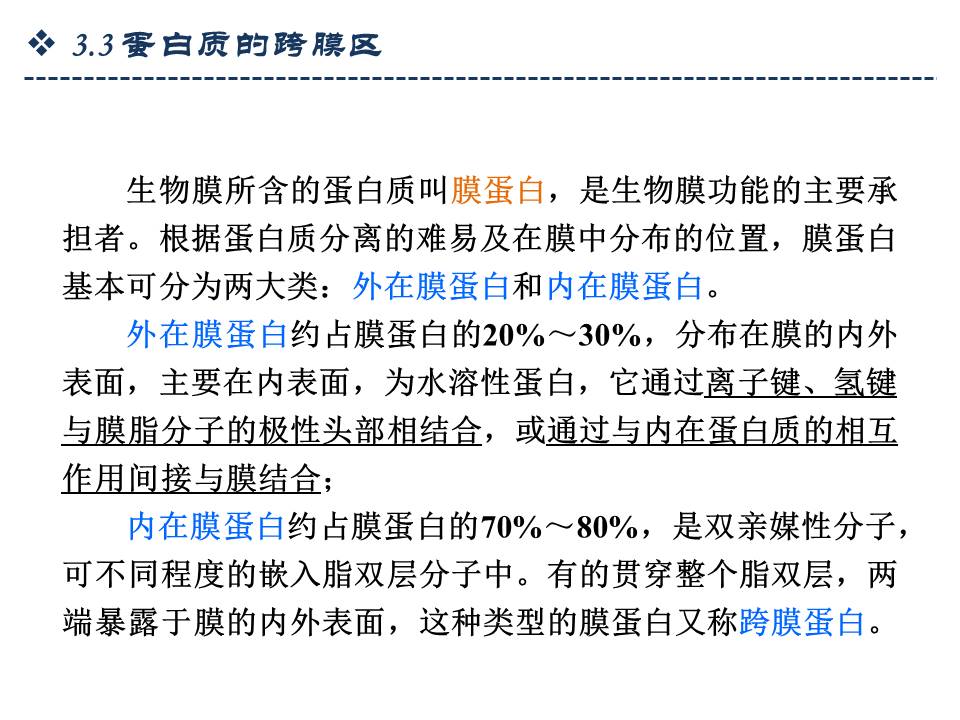 ❖ 3.3蛋白质的跨膜区
生物膜所含的蛋白质叫膜蛋白，是生物膜功能的主要承
担者。根据蛋白质分离的难易及在膜中分布的位置，膜蛋白
基本可分为两大类：外在膜蛋白和内在膜蛋白。
外在膜蛋白约占膜蛋白的20%～30%，分布在膜的内外
表面，主要在内表面，为水溶性蛋白，它通过离子键、氢键
与膜脂分子的极性头部相结合，或通过与内在蛋白质的相互
作用间接与膜结合；
内在膜蛋白约占膜蛋白的70%～80%，是双亲媒性分子，
可不同程度的嵌入脂双层分子中。有的贯穿整个脂双层，两
端暴露于膜的内外表面，这种类型的膜蛋白又称跨膜蛋白。